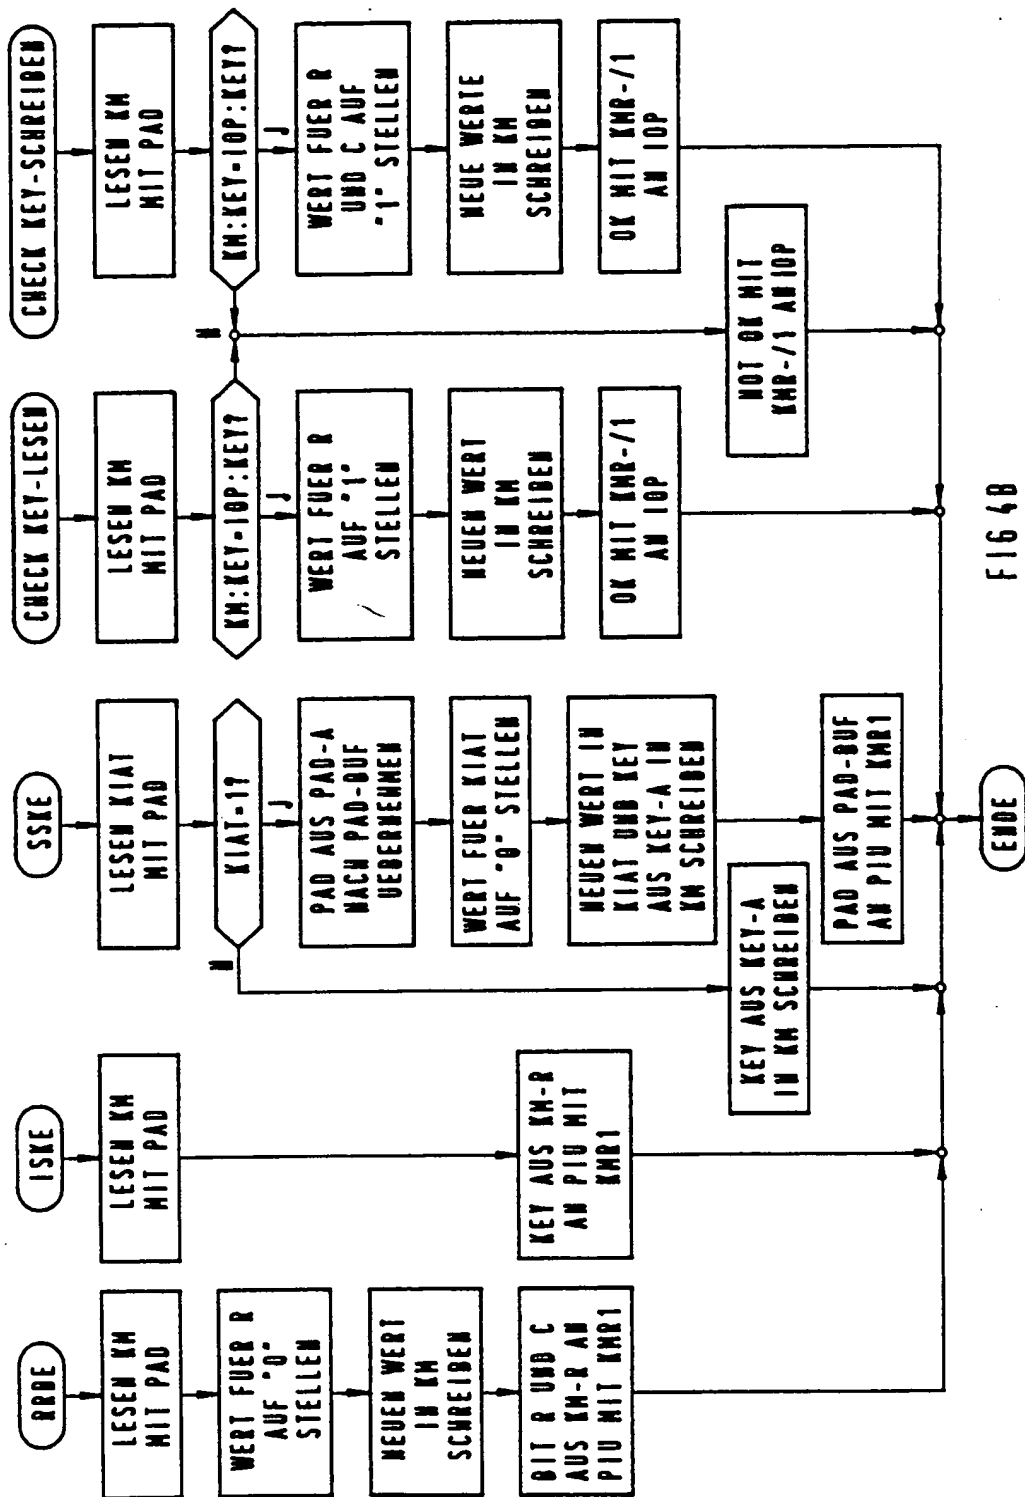 RRBE
LESEN KM
MIT PAD
WERT FUER R
AUF "0"
STELLEN
NEUEN WERT
IN KM
SCHREIBEN
BIT R UND C
AUS KM-R AN
PIU MIT KMR1
ISKE
LESEN KM
MIT PAD
KEY AUS KM-R
AN PIU MIT
KMR1
SSKE
LESEN KIAT
MIT PAD
KIAT=1?
N
J
PAD AUS PAD-A
NACH PAD-BUF
UEBERNEHMEN
WERT FUER KIAT
AUF "0" STELLEN
NEUEN WERT IN
KIAT UND KEY
AUS KEY-A IN
KM SCHREIBEN
KEY AUS KEY-A
IN KM SCHREIBEN
PAD AUS PAD-BUF
AN PIU MIT KMR1
ENDE
CHECK KEY-LESEN
LESEN KM
MIT PAD
KM:KEY=IOP:KEY?
J
WERT FUER R
AUF "1"
STELLEN
NEUEN WERT
IN KM
SCHREIBEN
OK MIT KMR-/1
AN IOP
N
NOT OK MIT
KMR-/1 AN IOP
CHECK KEY-SCHREIBEN
LESEN KM
MIT PAD
KM:KEY=IOP:KEY?
J
WERT FUER R
UND C AUF
"1" STELLEN
NEUE WERTE
IN KM
SCHREIBEN
OK MIT KMR-/1
AN IOP
FIG 4B